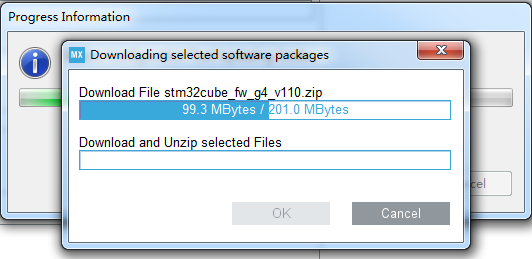 Progress Information
MX Downloading selected software packages
Download File stm32cube_fw_g4_v110.zip
99.3 MBytes / 201.0 MBytes
Download and Unzip selected Files
OK Cancel